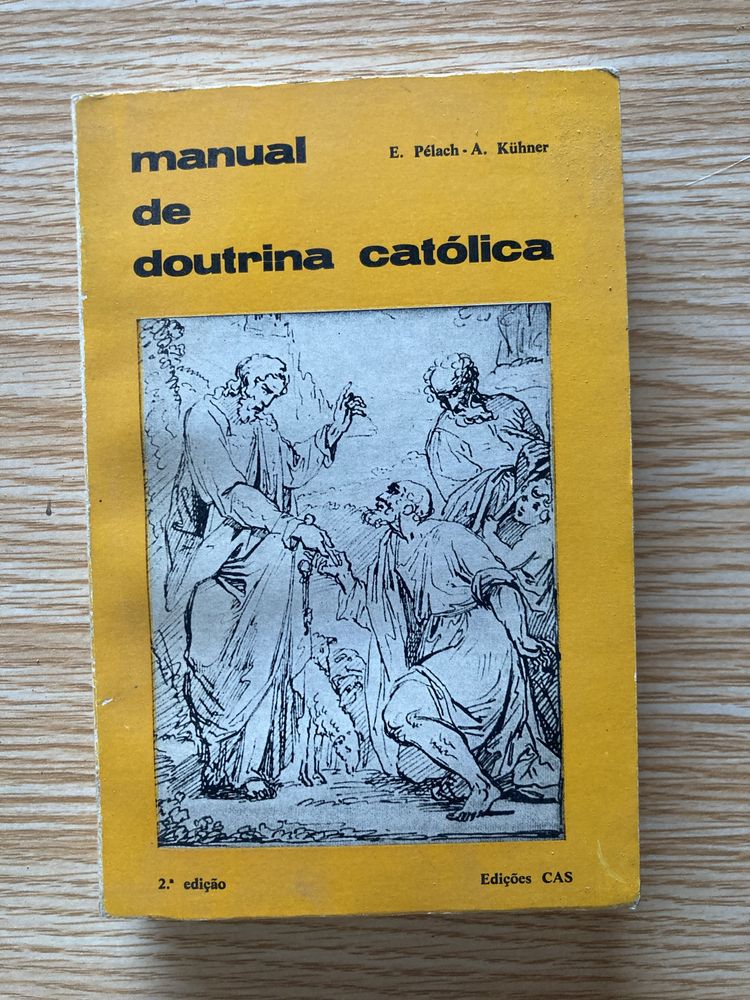 manual
E. Pélach - A. Kühner
de
doutrina católica
2.ª edição
Edições CAS